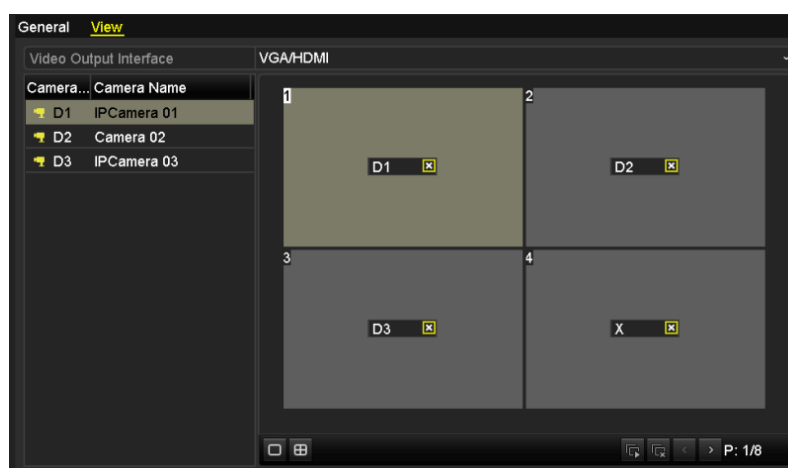 General View
Video Output Interface VGA/HDMI
Camera... Camera Name
D1 IPCamera 01
D2 Camera 02
D3 IPCamera 03
1 2
D1 D2
3 4
D3 X
P: 1/8